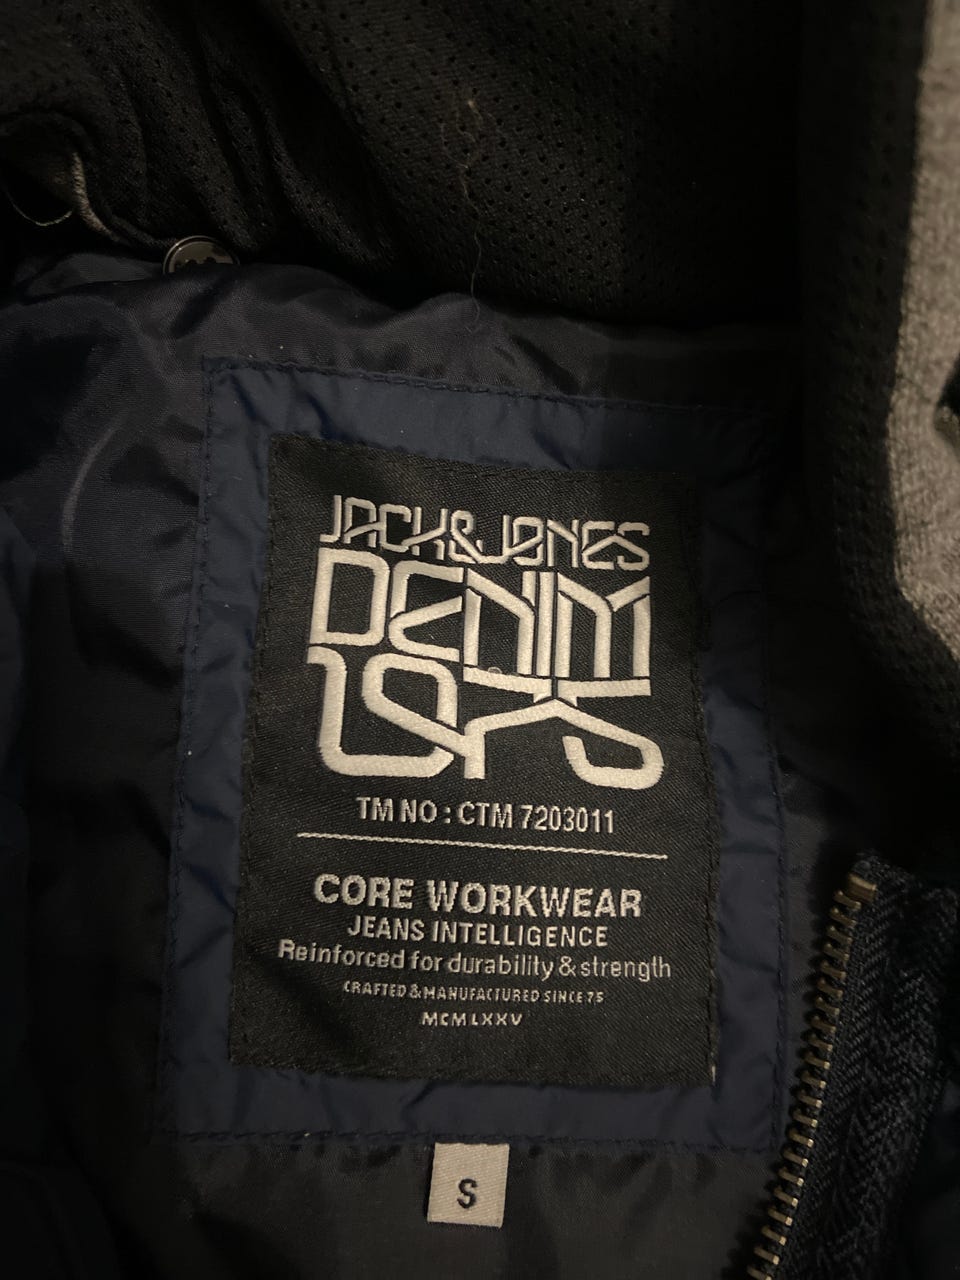 JACK&JONES
DENIM
1975
TM NO : CTM 7203011
CORE WORKWEAR
JEANS INTELLIGENCE
Reinforced for durability & strength
CRAFTED & MANUFACTURED SINCE 75
MCMLXXV
S